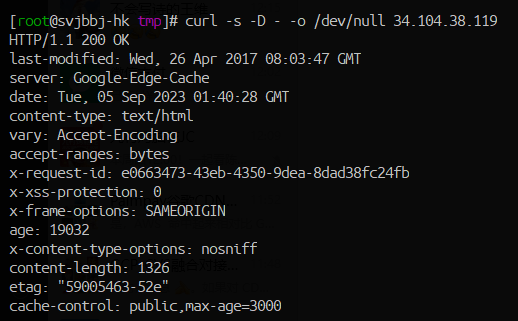 [root@svjbbj-hk tmp]# curl -s -D - -o /dev/null 34.104.38.119
HTTP/1.1 200 OK
last-modified: Wed, 26 Apr 2017 08:03:47 GMT
server: Google-Edge-Cache
date: Tue, 05 Sep 2023 01:40:28 GMT
content-type: text/html
vary: Accept-Encoding
accept-ranges: bytes
x-request-id: e0663473-43eb-4350-9dea-8dad38fc24fb
x-xss-protection: 0
x-frame-options: SAMEORIGIN
age: 19032
x-content-type-options: nosniff
content-length: 1326
etag: "59005463-52e"
cache-control: public,max-age=3000